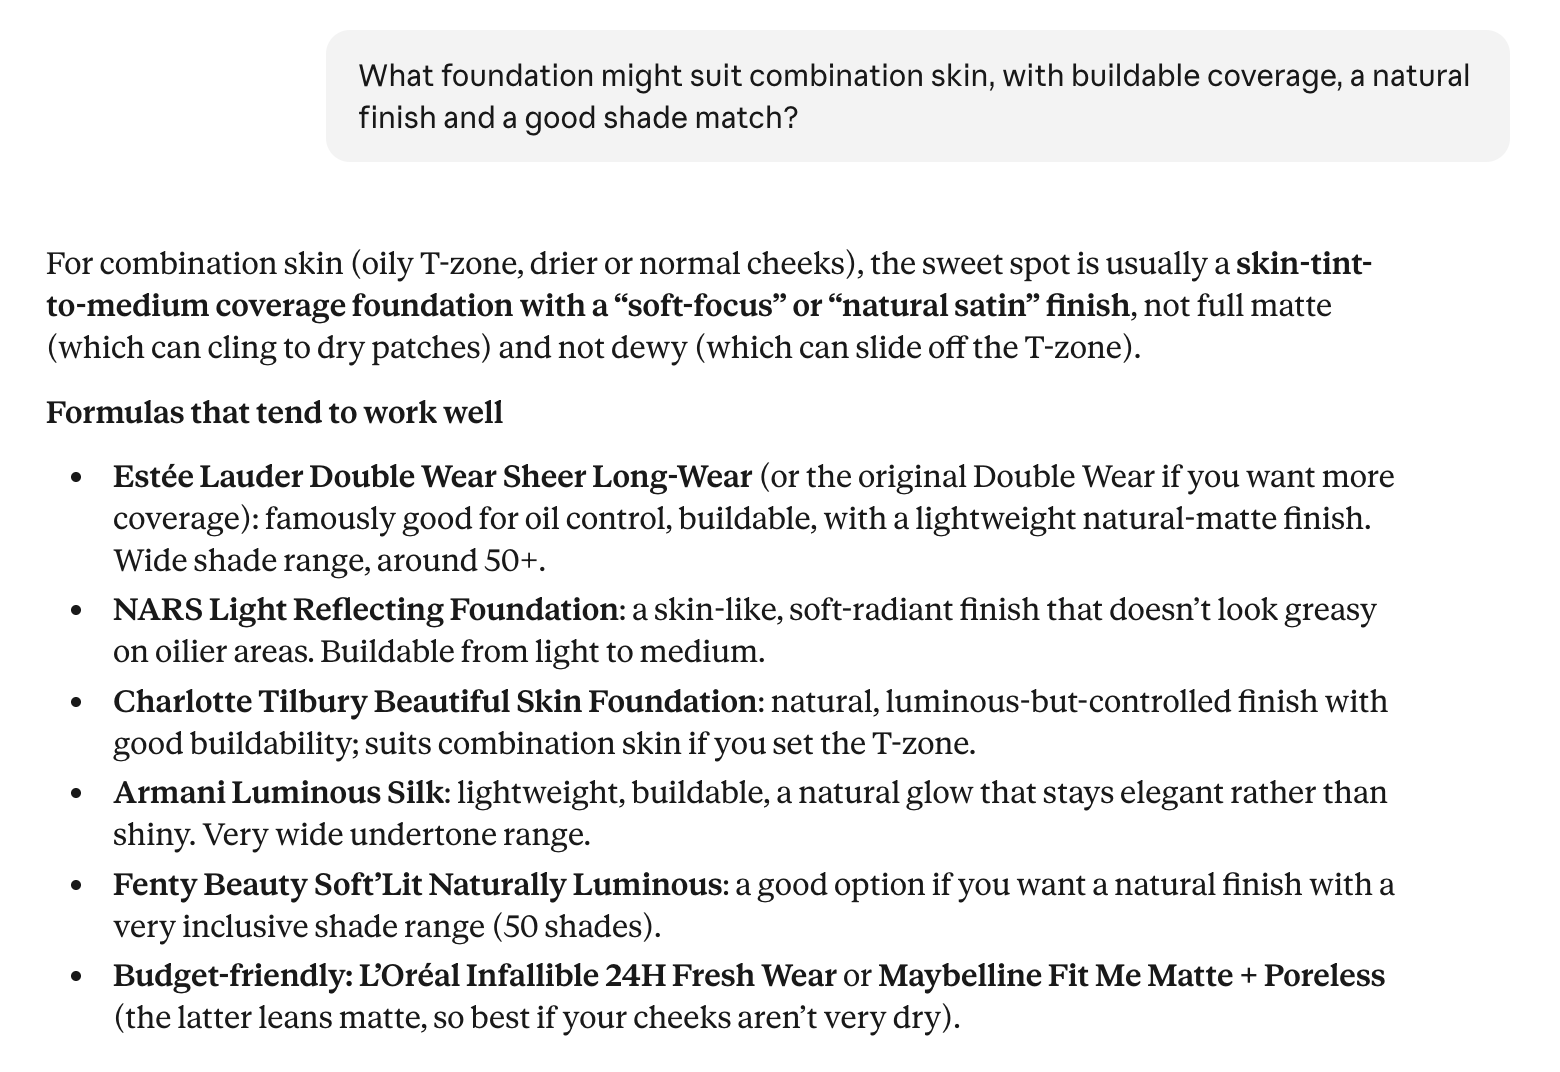 What foundation might suit combination skin, with buildable coverage, a natural
finish and a good shade match?
For combination skin (oily T-zone, drier or normal cheeks), the sweet spot is usually a skin-tint-
to-medium coverage foundation with a “soft-focus” or “natural satin” finish, not full matte
(which can cling to dry patches) and not dewy (which can slide off the T-zone).
Formulas that tend to work well
• Estée Lauder Double Wear Sheer Long-Wear (or the original Double Wear if you want more
coverage): famously good for oil control, buildable, with a lightweight natural-matte finish.
Wide shade range, around 50+.
• NARS Light Reflecting Foundation: a skin-like, soft-radiant finish that doesn’t look greasy
on oilier areas. Buildable from light to medium.
• Charlotte Tilbury Beautiful Skin Foundation: natural, luminous-but-controlled finish with
good buildability; suits combination skin if you set the T-zone.
• Armani Luminous Silk: lightweight, buildable, a natural glow that stays elegant rather than
shiny. Very wide undertone range.
• Fenty Beauty Soft’Lit Naturally Luminous: a good option if you want a natural finish with a
very inclusive shade range (50 shades).
• Budget-friendly: L’Oréal Infallible 24H Fresh Wear or Maybelline Fit Me Matte + Poreless
(the latter leans matte, so best if your cheeks aren’t very dry).